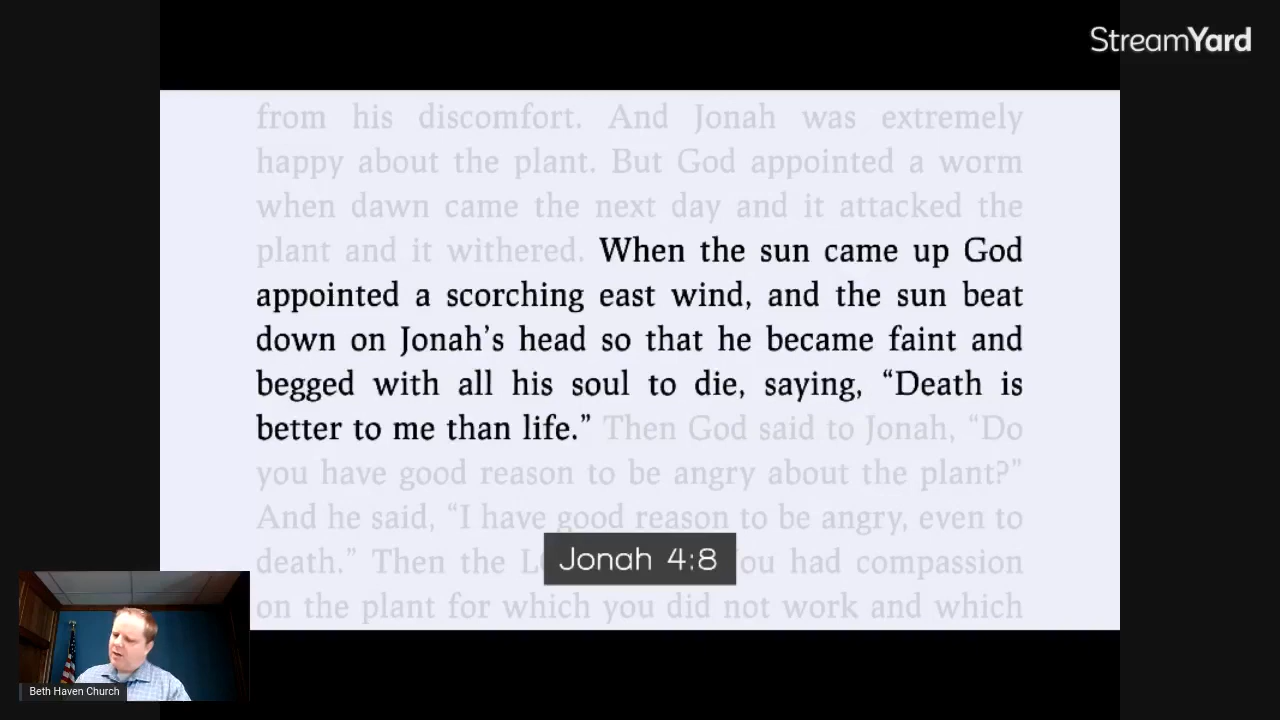 StreamYard
from his discomfort. And Jonah was extremely
happy about the plant. But God appointed a worm
when dawn came the next day and it attacked the
plant and it withered. When the sun came up God
appointed a scorching east wind, and the sun beat
down on Jonah’s head so that he became faint and
begged with all his soul to die, saying, “Death is
better to me than life.” Then God said to Jonah, “Do
you have good reason to be angry about the plant?”
And he said, “I have good reason to be angry, even to
death.” Then the had compassion
Jonah 4:8
on the plant for which you did not work and which
Beth Haven Church